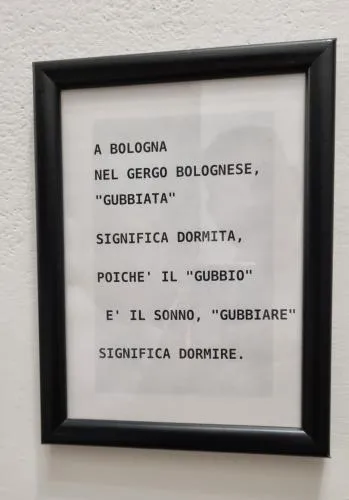 A BOLOGNA
NEL GERGO BOLOGNESE,
"GUBBIATA"
SIGNIFICA DORMITA,
POICHE' IL "GUBBIO"
E' IL SONNO, "GUBBIARE"
SIGNIFICA DORMIRE.